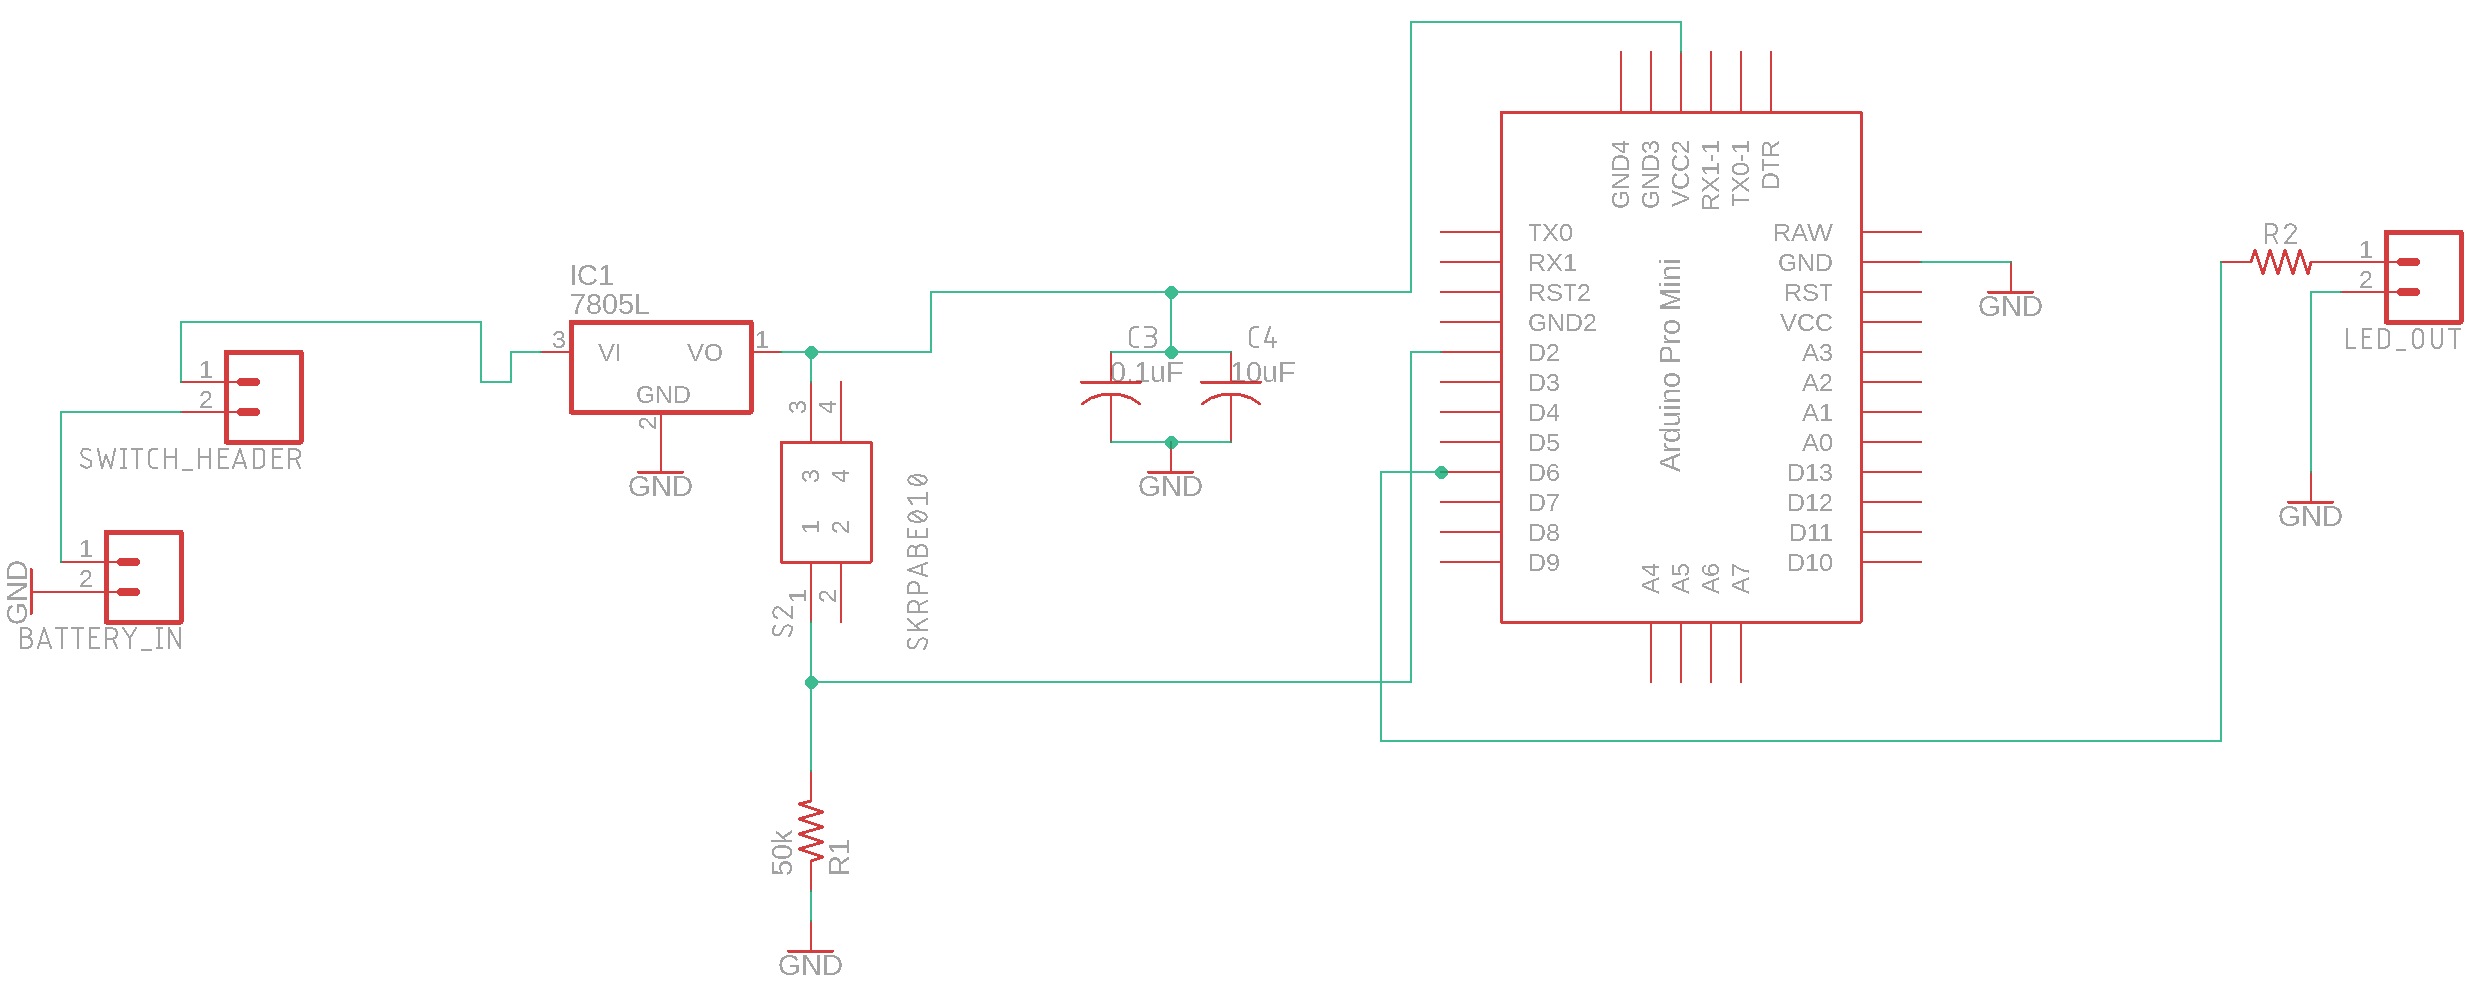 SWITCH_HEADER
1
2
BATTERY_IN
1
2
GND
IC1
7805L
VI
VO
GND
3
1
2
GND
3
4
3
4
1
2
1
2
S2
SKRPABE010
50k
R1
GND
C3
0.1uF
C4
10uF
GND
GND4
GND3
VCC2
RX1-1
TX0-1
DTR
TX0
RX1
RST2
GND2
D2
D3
D4
D5
D6
D7
D8
D9
Arduino Pro Mini
RAW
GND
RST
VCC
A3
A2
A1
A0
D13
D12
D11
D10
A4
A5
A6
A7
GND
R2
1
2
LED_OUT
GND